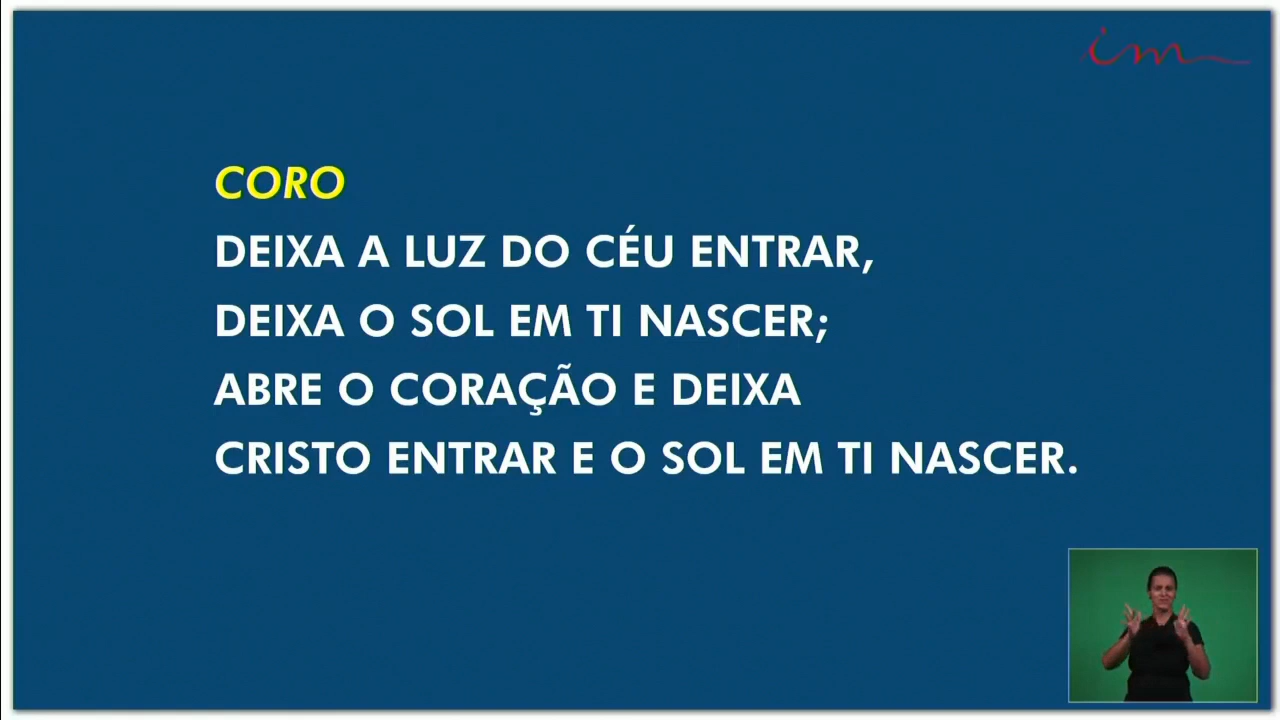 im
CORO
DEIXA A LUZ DO CÉU ENTRAR,
DEIXA O SOL EM TI NASCER;
ABRE O CORAÇÃO E DEIXA
CRISTO ENTRAR E O SOL EM TI NASCER.